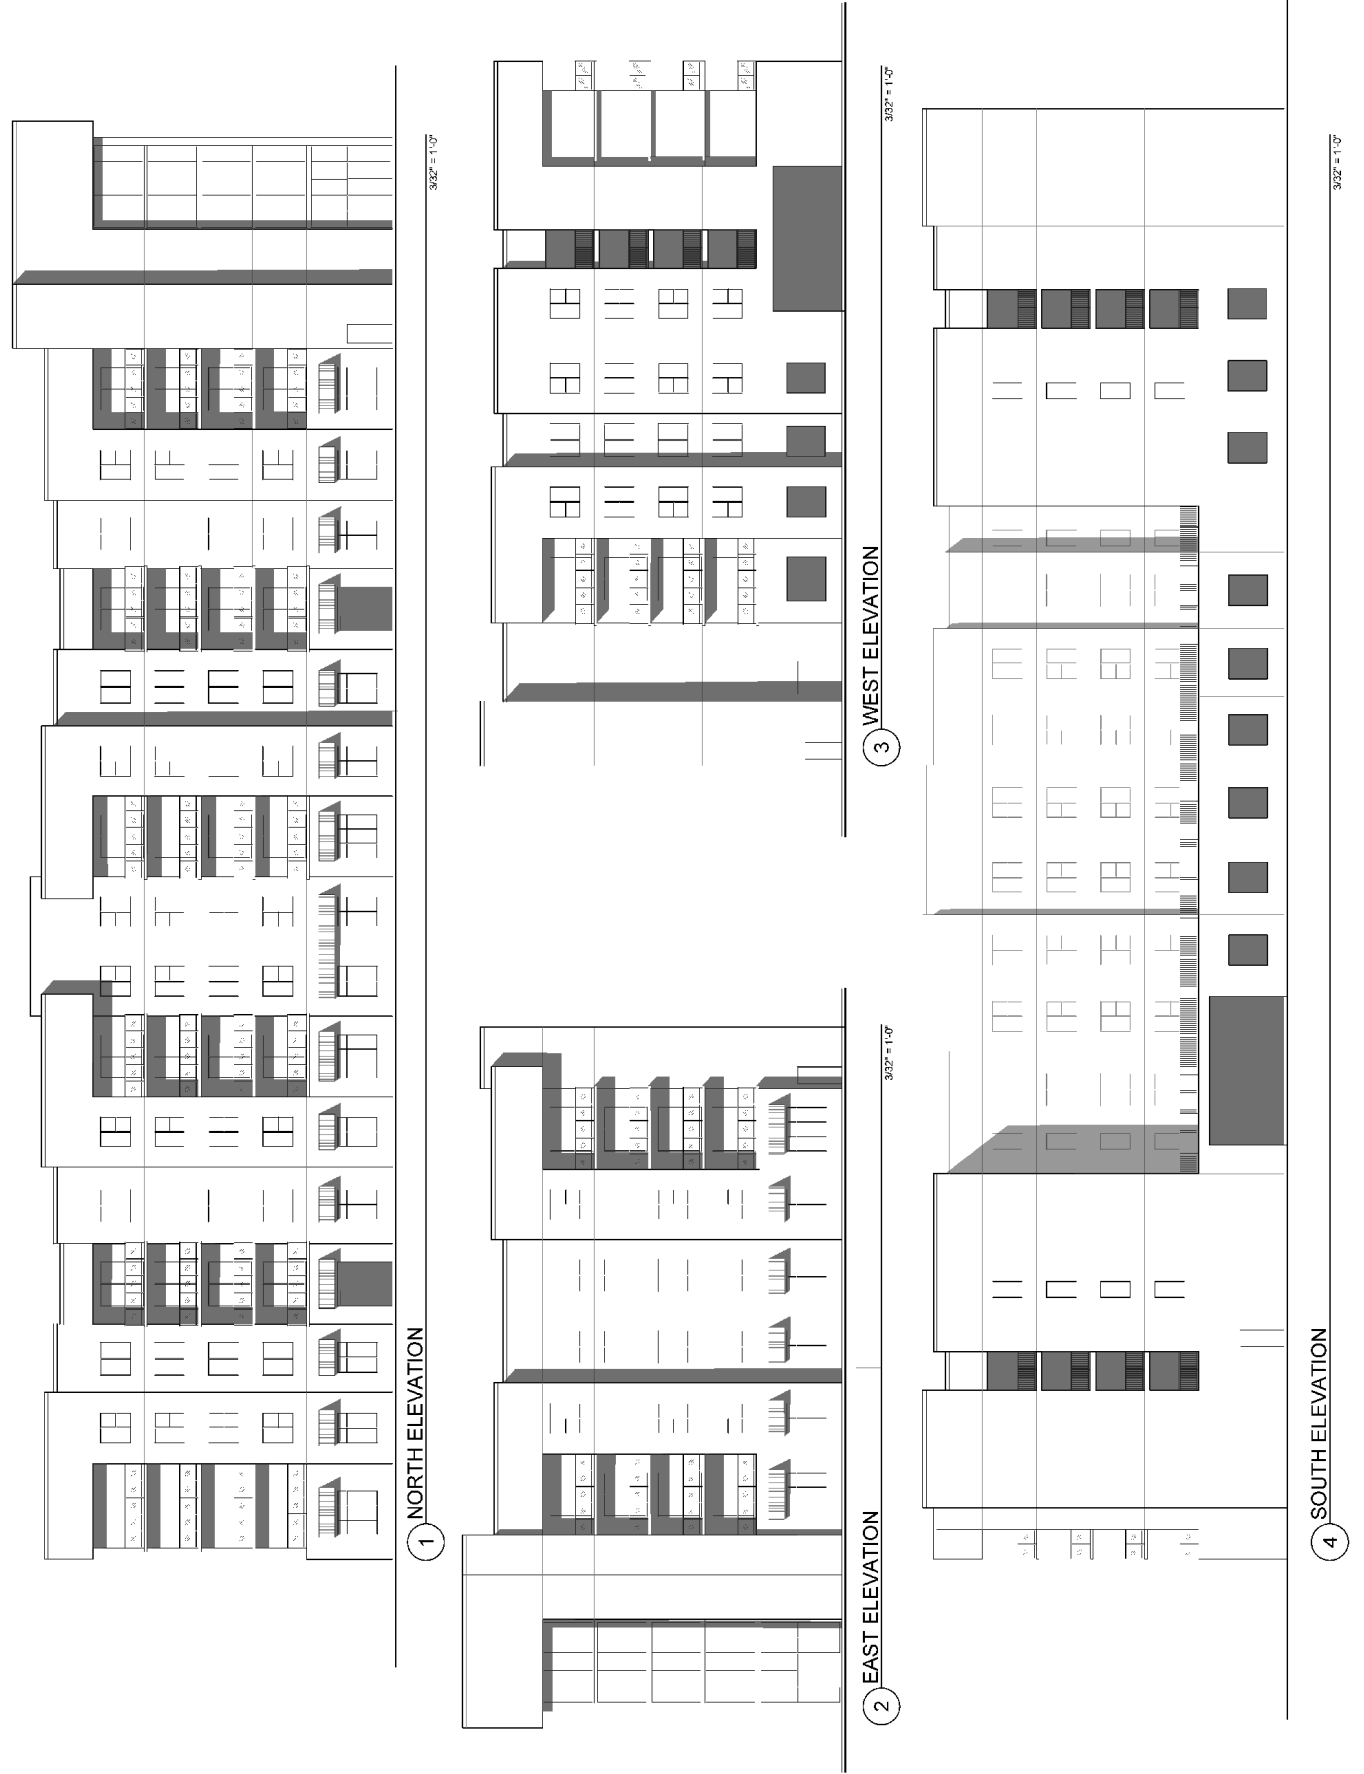 1 NORTH ELEVATION
3/32" = 1'-0"
2 EAST ELEVATION
3/32" = 1'-0"
3 WEST ELEVATION
3/32" = 1'-0"
4 SOUTH ELEVATION
3/32" = 1'-0"